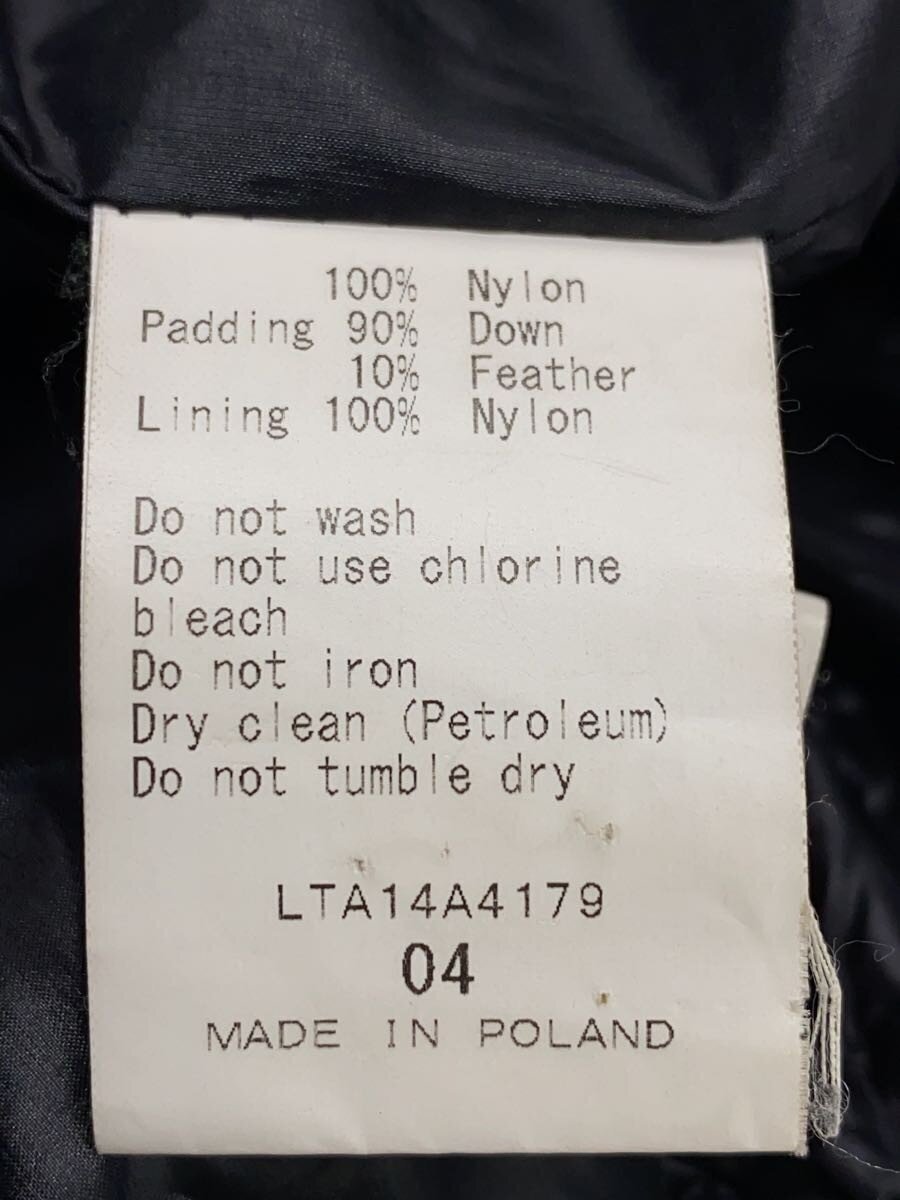 100% Nylon
Padding 90% Down
10% Feather
Lining 100% Nylon
Do not wash
Do not use chlorine
bleach
Do not iron
Dry clean (Petroleum)
Do not tumble dry
LTA14A4179
04
MADE IN POLAND